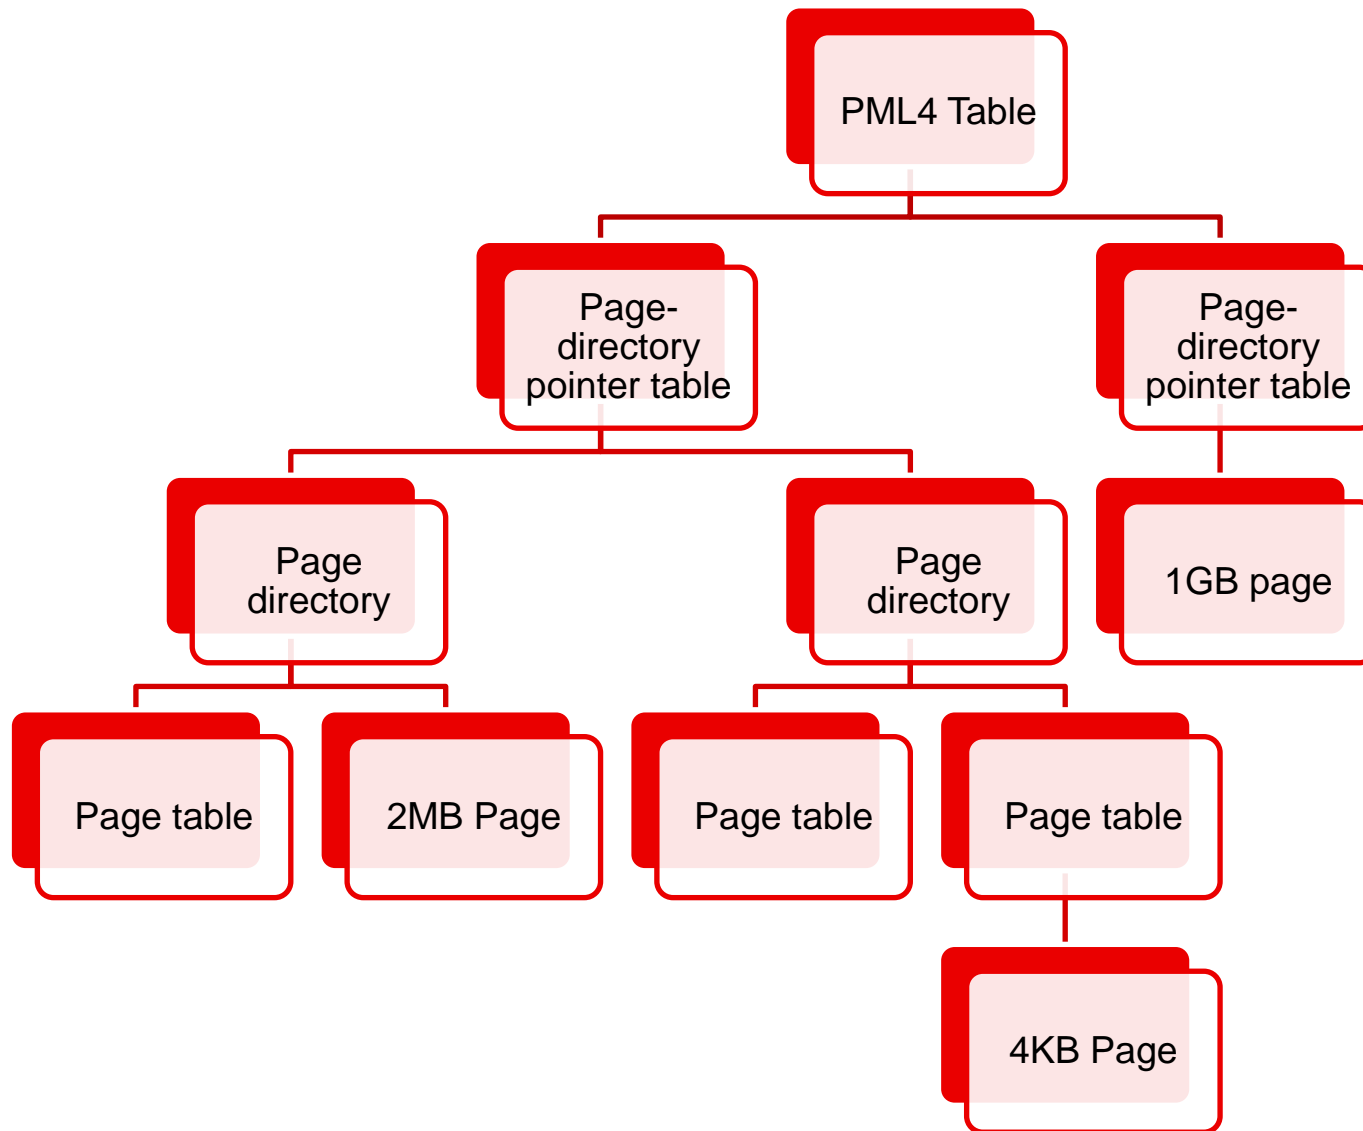 PML4 Table
Page-
directory
pointer table
Page-
directory
pointer table
Page
directory
Page
directory
1GB page
Page table
2MB Page
Page table
Page table
4KB Page